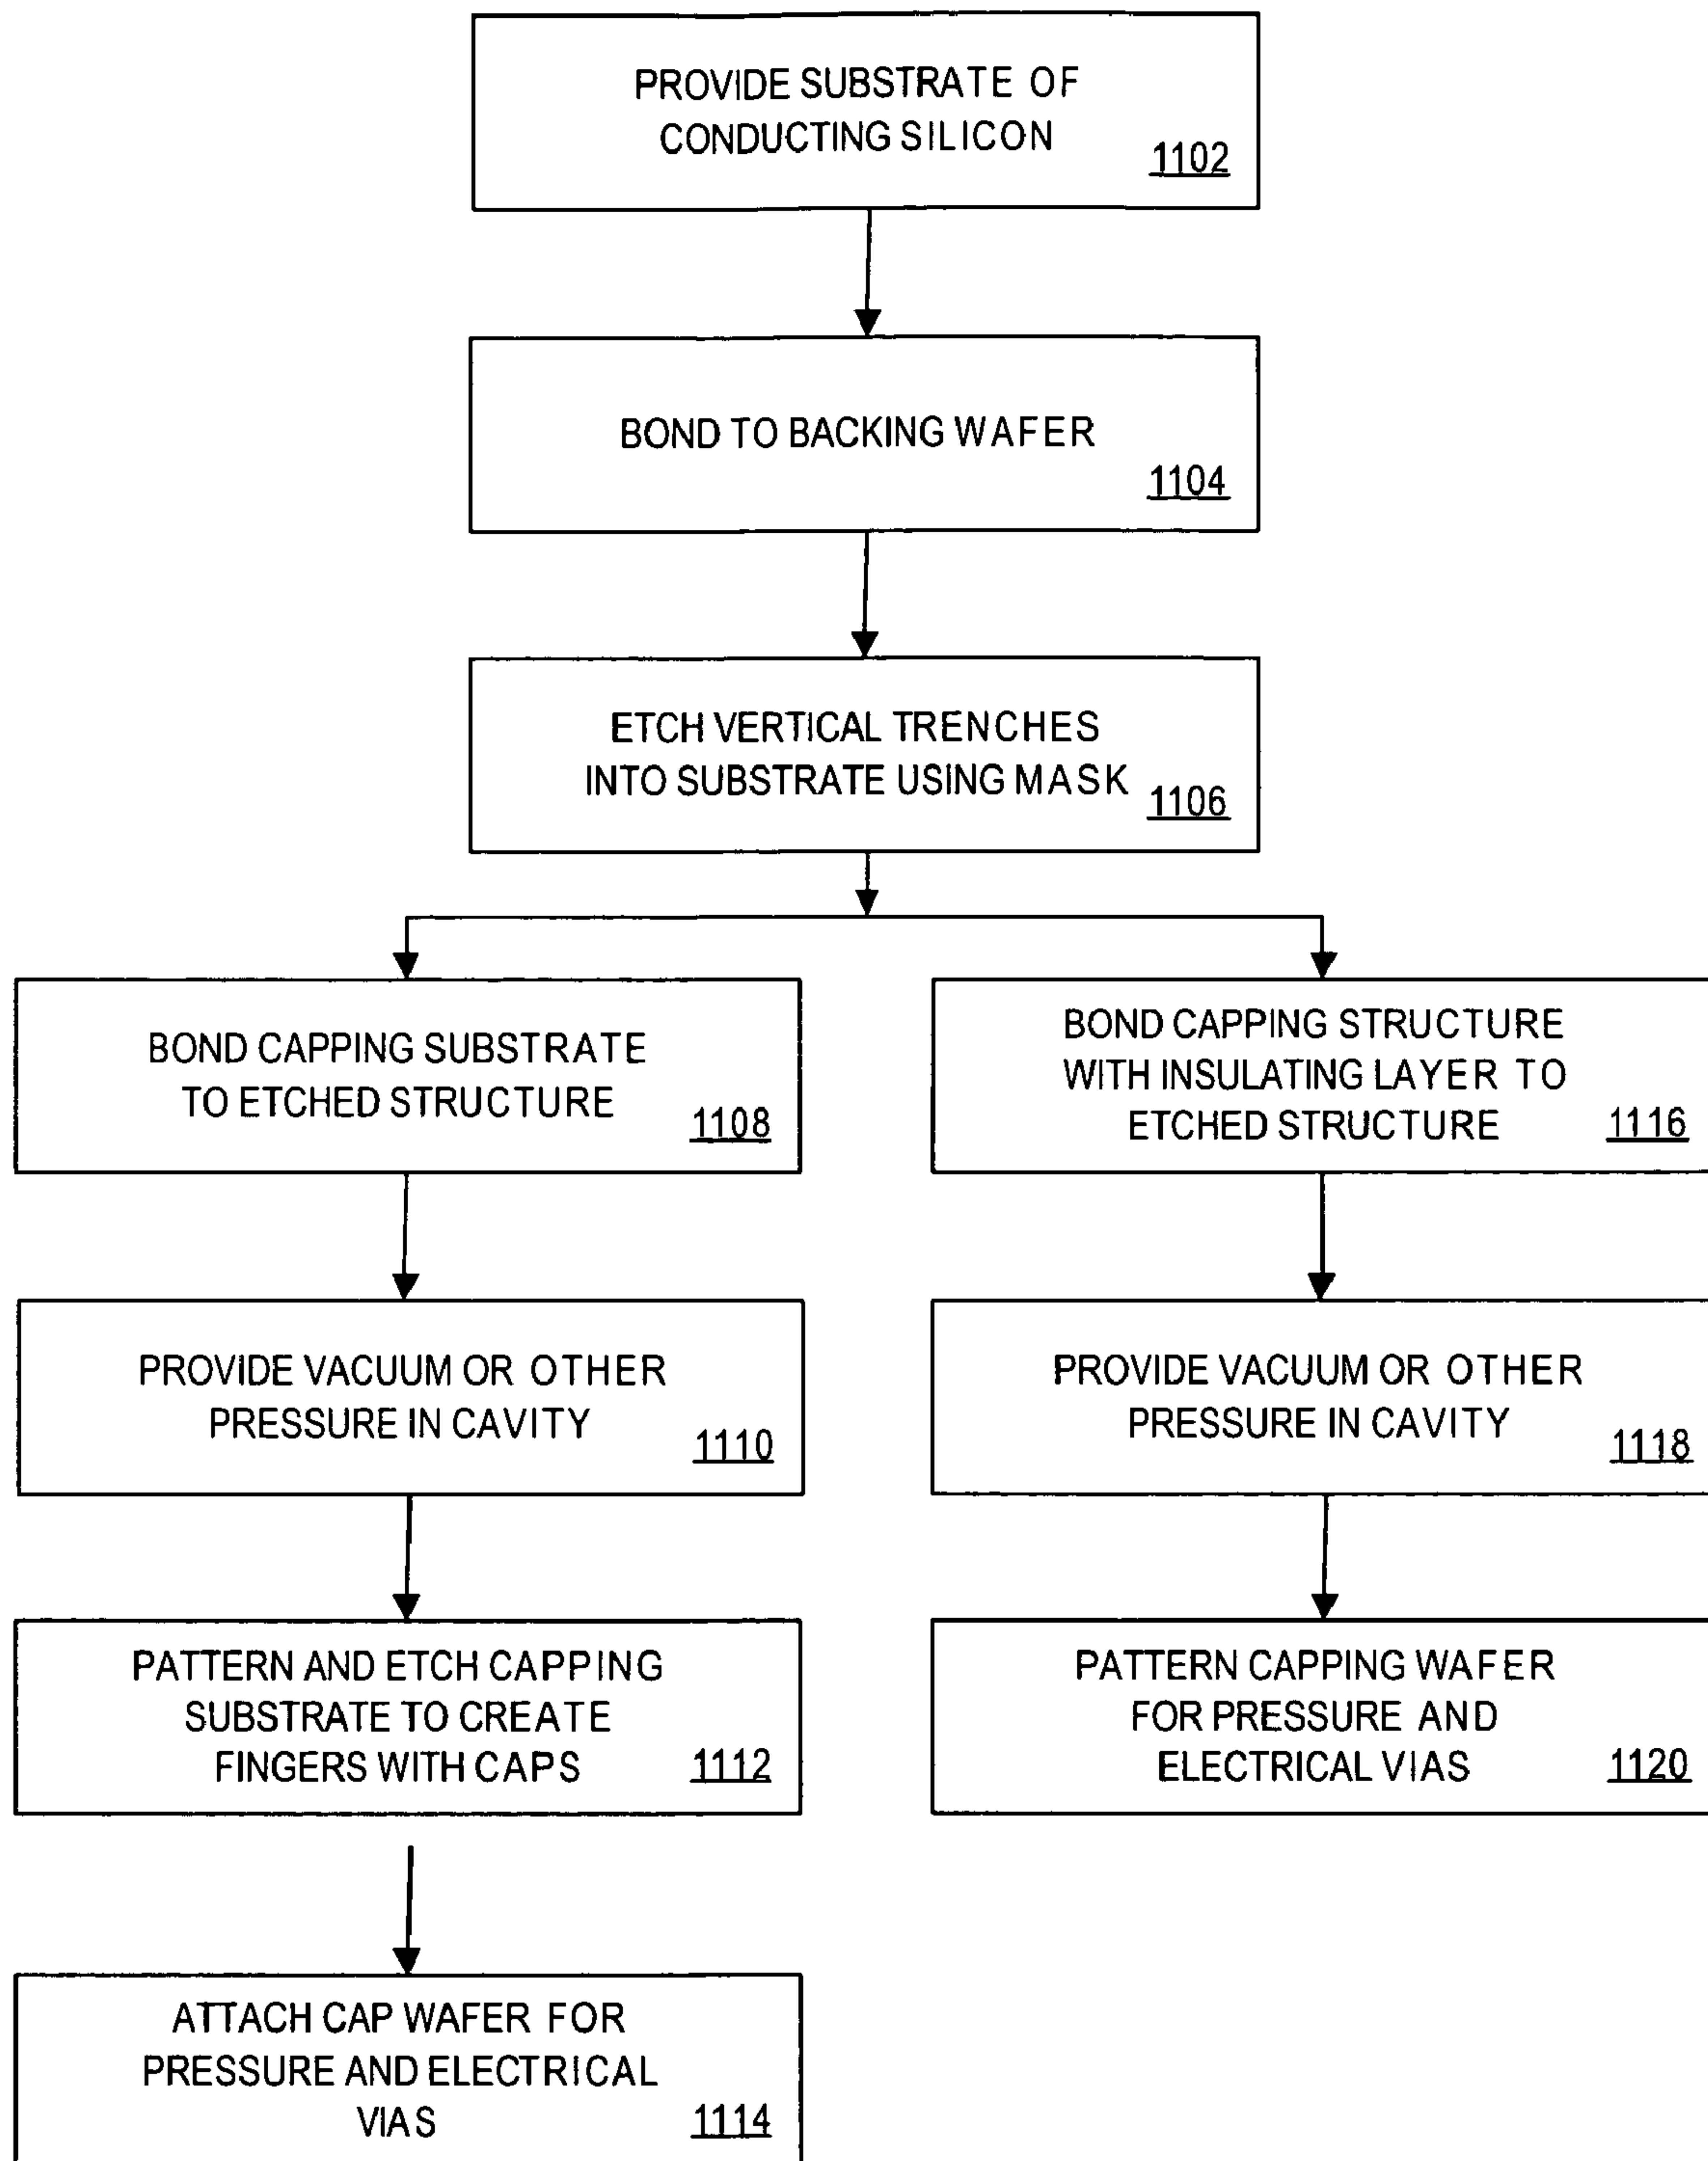 PROVIDE SUBSTRATE OF
CONDUCTING SILICON
1102
BOND TO BACKING WAFER
1104
ETCH VERTICAL TRENCHES
INTO SUBSTRATE USING MASK
1106
BOND CAPPING SUBSTRATE
TO ETCHED STRUCTURE
1108
PROVIDE VACUUM OR OTHER
PRESSURE IN CAVITY
1110
PATTERN AND ETCH CAPPING
SUBSTRATE TO CREATE
FINGERS WITH CAPS
1112
ATTACH CAP WAFER FOR
PRESSURE AND ELECTRICAL
VIAS
1114
BOND CAPPING STRUCTURE
WITH INSULATING LAYER TO
ETCHED STRUCTURE
1116
PROVIDE VACUUM OR OTHER
PRESSURE IN CAVITY
1118
PATTERN CAPPING WAFER
FOR PRESSURE AND
ELECTRICAL VIAS
1120